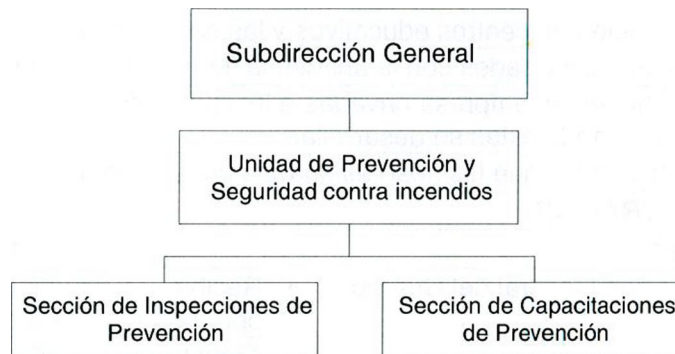 Subdirección General
Unidad de Prevención y
Seguridad contra incendios
Sección de Inspecciones de
Prevención
Sección de Capacitaciones
de Prevención